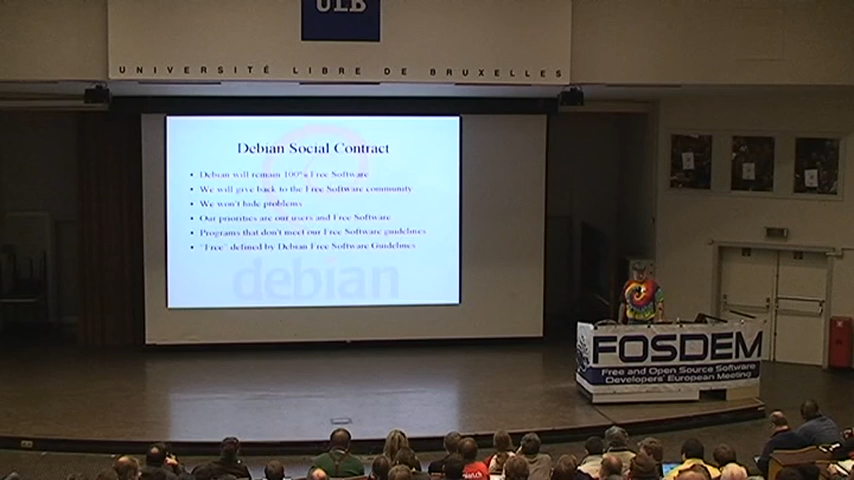 ULB
UNIVERSITÉ LIBRE DE BRUXELLES
Debian Social Contract
• Debian will remain 100% Free Software
• We will give back to the Free Software community
• We won't hide problems
• Our priorities are our users and Free Software
• Programs that don't meet our Free Software guidelines
• "Free" defined by Debian Free Software Guidelines
debian
FOSDEM
Free and Open Source Software
Developers' European Meeting